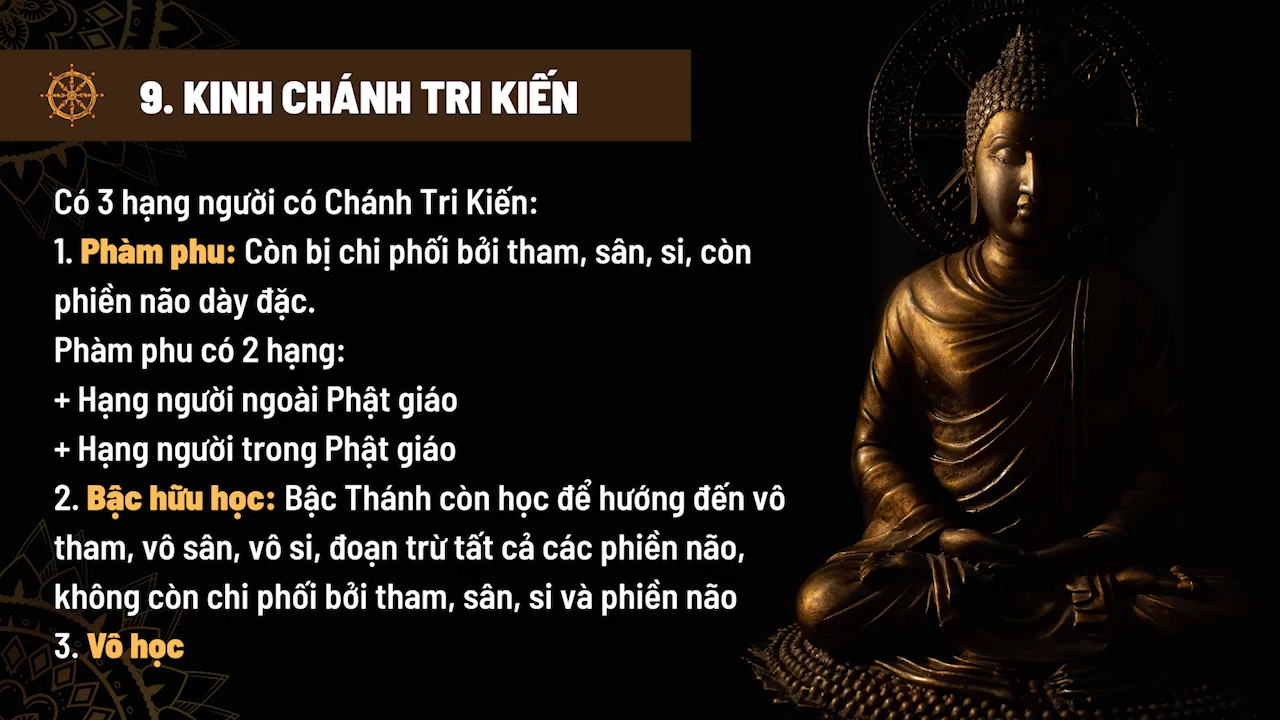 9. KINH CHÁNH TRI KIẾN
Có 3 hạng người có Chánh Tri Kiến:
1. Phàm phu: Còn bị chi phối bởi tham, sân, si, còn
phiền não dày đặc.
Phàm phu có 2 hạng:
+ Hạng người ngoài Phật giáo
+ Hạng người trong Phật giáo
2. Bậc hữu học: Bậc Thánh còn học để hướng đến vô
tham, vô sân, vô si, đoạn trừ tất cả các phiền não,
không còn chi phối bởi tham, sân, si và phiền não
3. Vô học